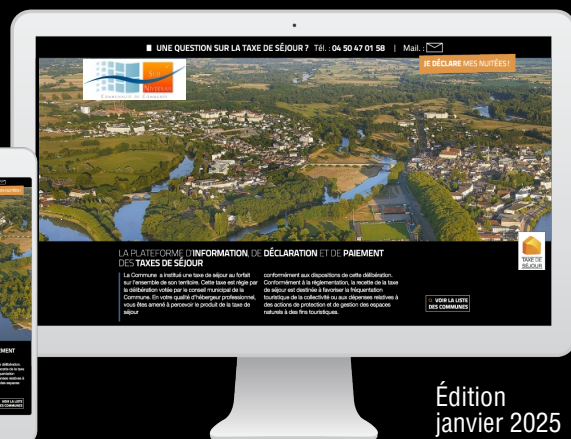 UNE QUESTION SUR LA TAXE DE SÉJOUR ? Tél. : 04 50 47 01 58 | Mail. :
JE DÉCLARE MES NUITÉES !
SUD
NIVERNAIS
COMMUNAUTÉ DE COMMUNES
LA PLATEFORME D'INFORMATION, DE DÉCLARATION ET DE PAIEMENT
DES TAXES DE SÉJOUR
La Commune a institué une taxe de séjour au forfait
sur l'ensemble de son territoire. Cette taxe est régie par
la délibération votée par le conseil municipal de la
Commune. En votre qualité d'hébergeur professionnel,
vous êtes amené à percevoir le produit de la taxe de
séjour
conformément aux dispositions de cette délibération.
Conformément à la réglementation, la recette de la taxe
de séjour est destinée à favoriser la fréquentation
touristique de la collectivité ou aux dépenses relatives à
des actions de protection et de gestion des espaces
naturels à des fins touristiques.
TAXE DE
SÉJOUR
VOIR LA LISTE
DES COMMUNES
Édition
janvier 2025